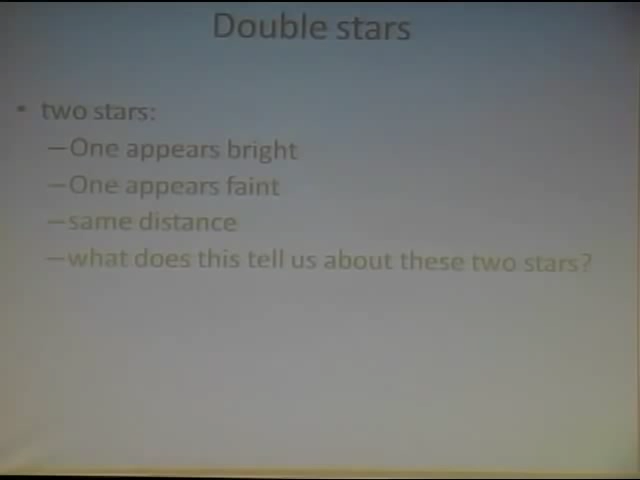 Double stars
• two stars:
–One appears bright
–One appears faint
–same distance
–what does this tell us about these two stars?